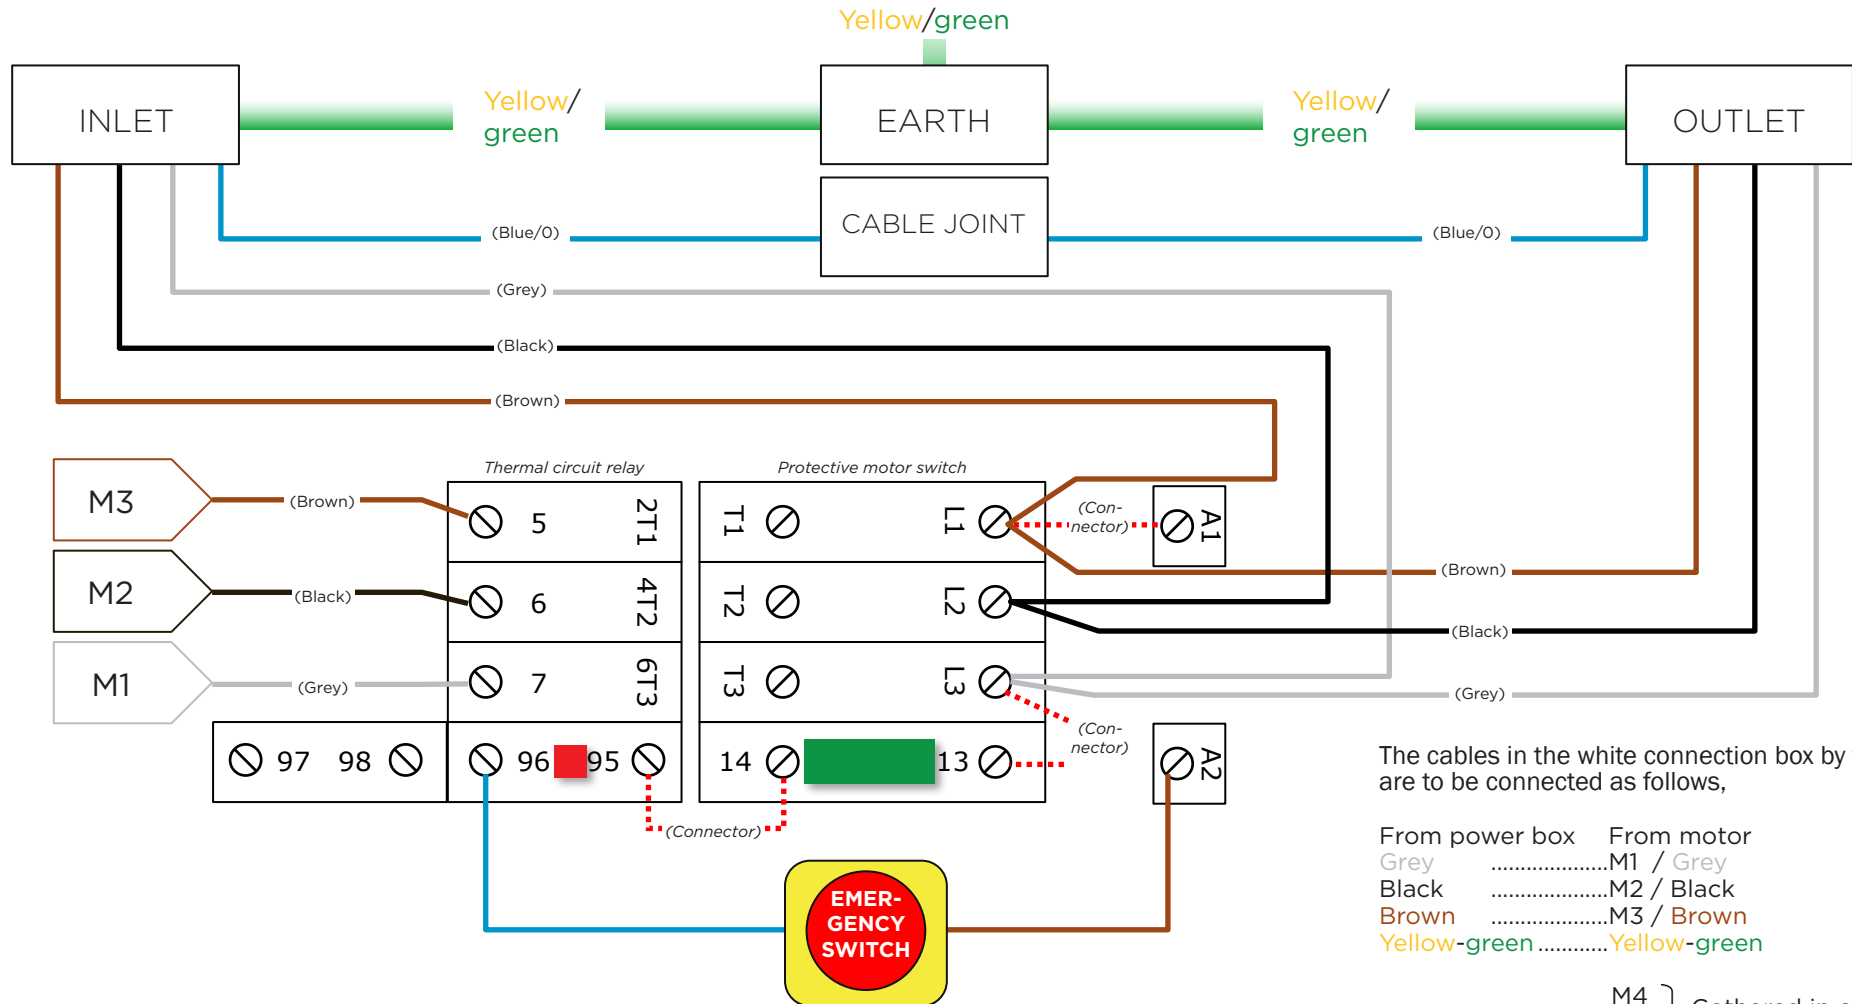 Yellow/green
INLET
Yellow/
green
EARTH
Yellow/
green
OUTLET
CABLE JOINT
(Blue/0)
(Blue/0)
(Grey)
(Black)
(Brown)
Thermal circuit relay
Protective motor switch
M3
(Brown)
5
2T1
T1
L1
(Con-
nector)
A1
(Brown)
M2
(Black)
6
4T2
T2
L2
(Black)
M1
(Grey)
7
6T3
T3
L3
(Grey)
(Con-
nector)
97 98
96 95
14 13
A2
(Connector)
EMER-
GENCY
SWITCH
The cables in the white connection box by
are to be connected as follows,
From power box From motor
Grey ....................M1 / Grey
Black ....................M2 / Black
Brown ....................M3 / Brown
Yellow-green ............Yellow-green
M4